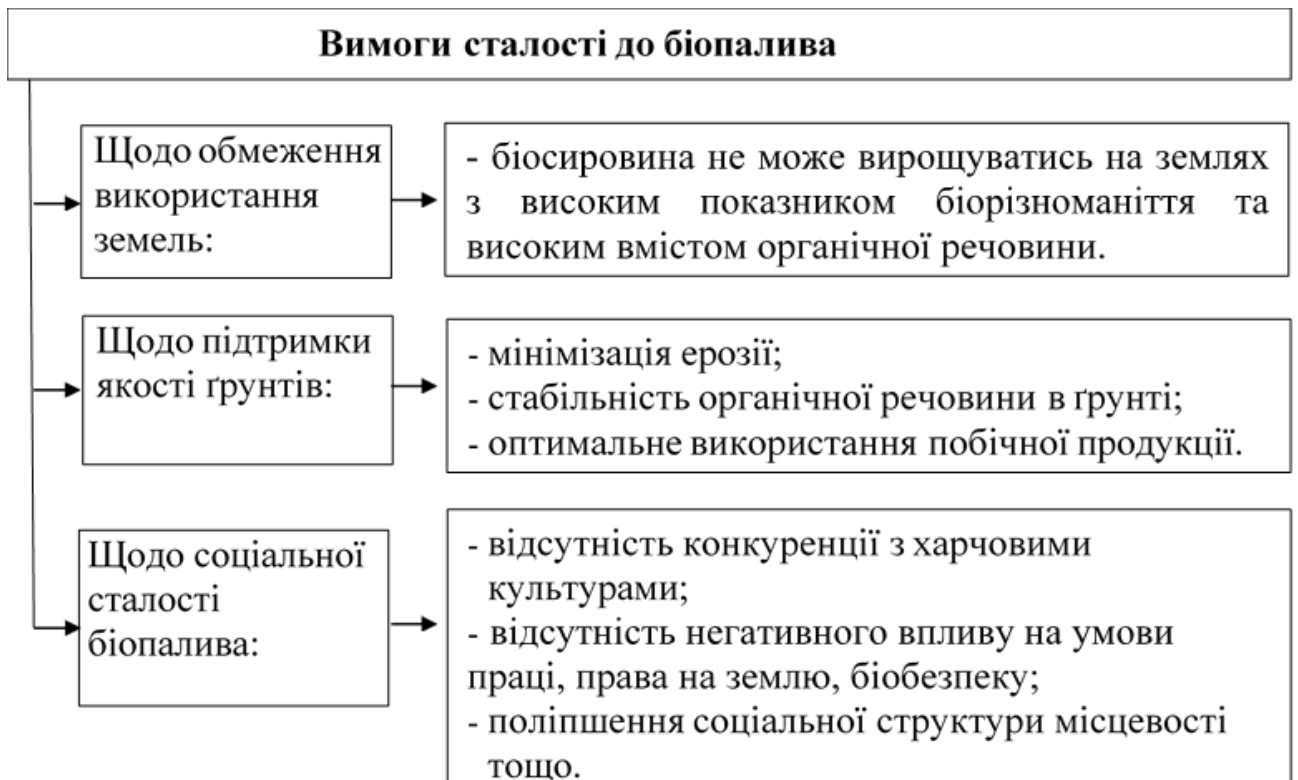 Вимоги сталості до біопалива
Щодо обмеження
використання
земель:
- біосировина не може вирощуватись на землях
з високим показником біорізноманіття та
високим вмістом органічної речовини.
Щодо підтримки
якості ґрунтів:
- мінімізація ерозії;
- стабільність органічної речовини в ґрунті;
- оптимальне використання побічної продукції.
Щодо соціальної
сталості
біопалива:
- відсутність конкуренції з харчовими
культурами;
- відсутність негативного впливу на умови
праці, права на землю, біобезпеку;
- поліпшення соціальної структури місцевості
тощо.